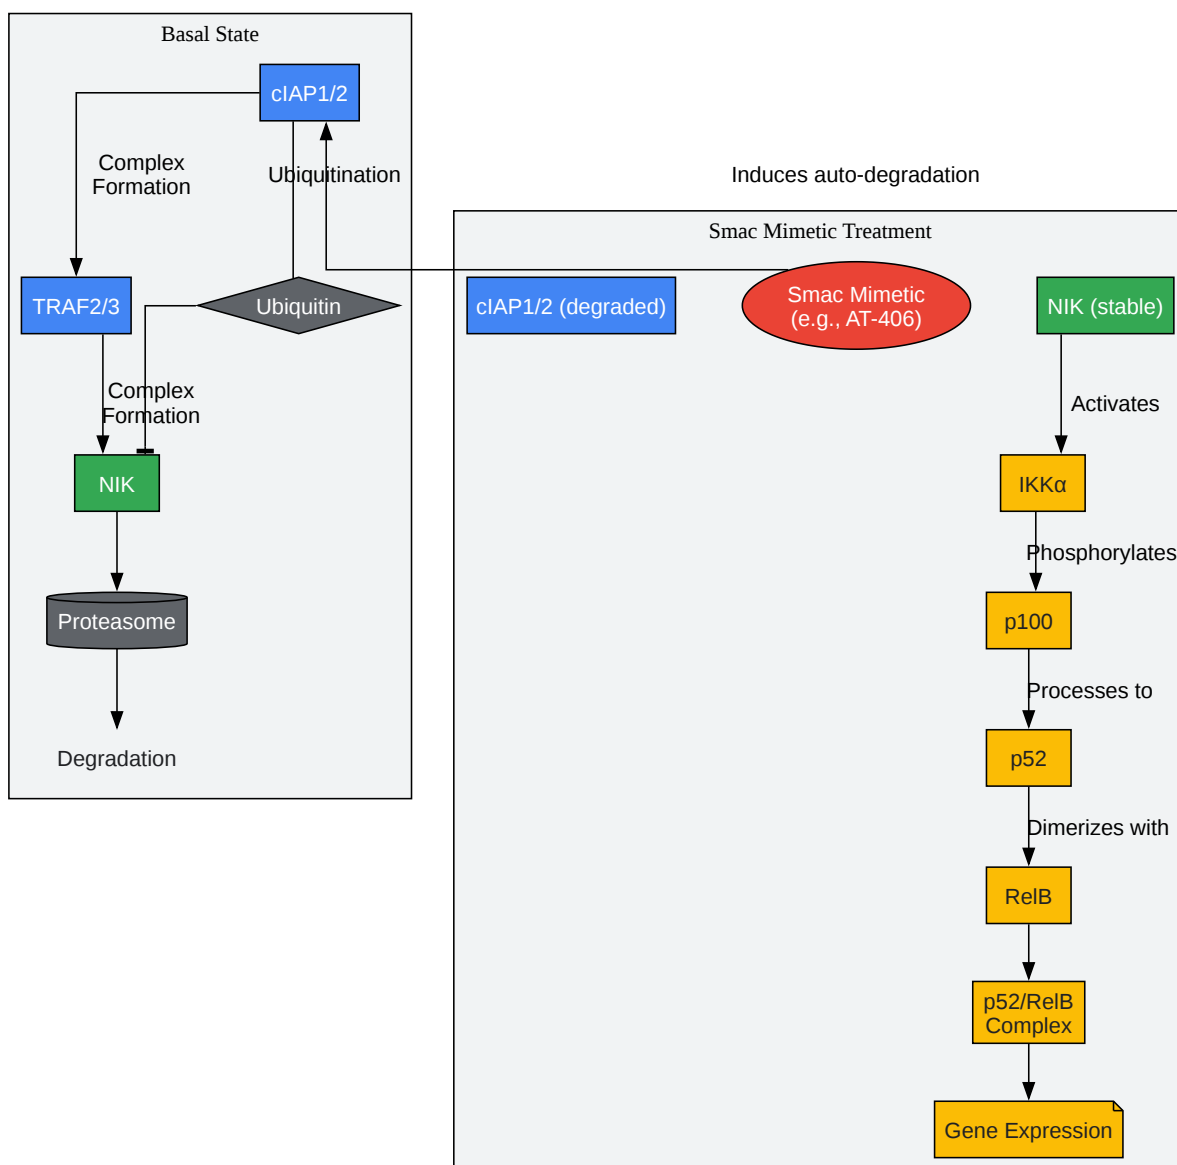 Basal State
cIAP1/2
Complex
Formation
Ubiquitination
TRAF2/3
Ubiquitin
Complex
Formation
NIK
Proteasome
Degradation
Induces auto-degradation
Smac Mimetic Treatment
cIAP1/2 (degraded)
Smac Mimetic
(e.g., AT-406)
NIK (stable)
Activates
IKKα
Phosphorylates
p100
Processes to
p52
Dimerizes with
RelB
p52/RelB
Complex
Gene Expression